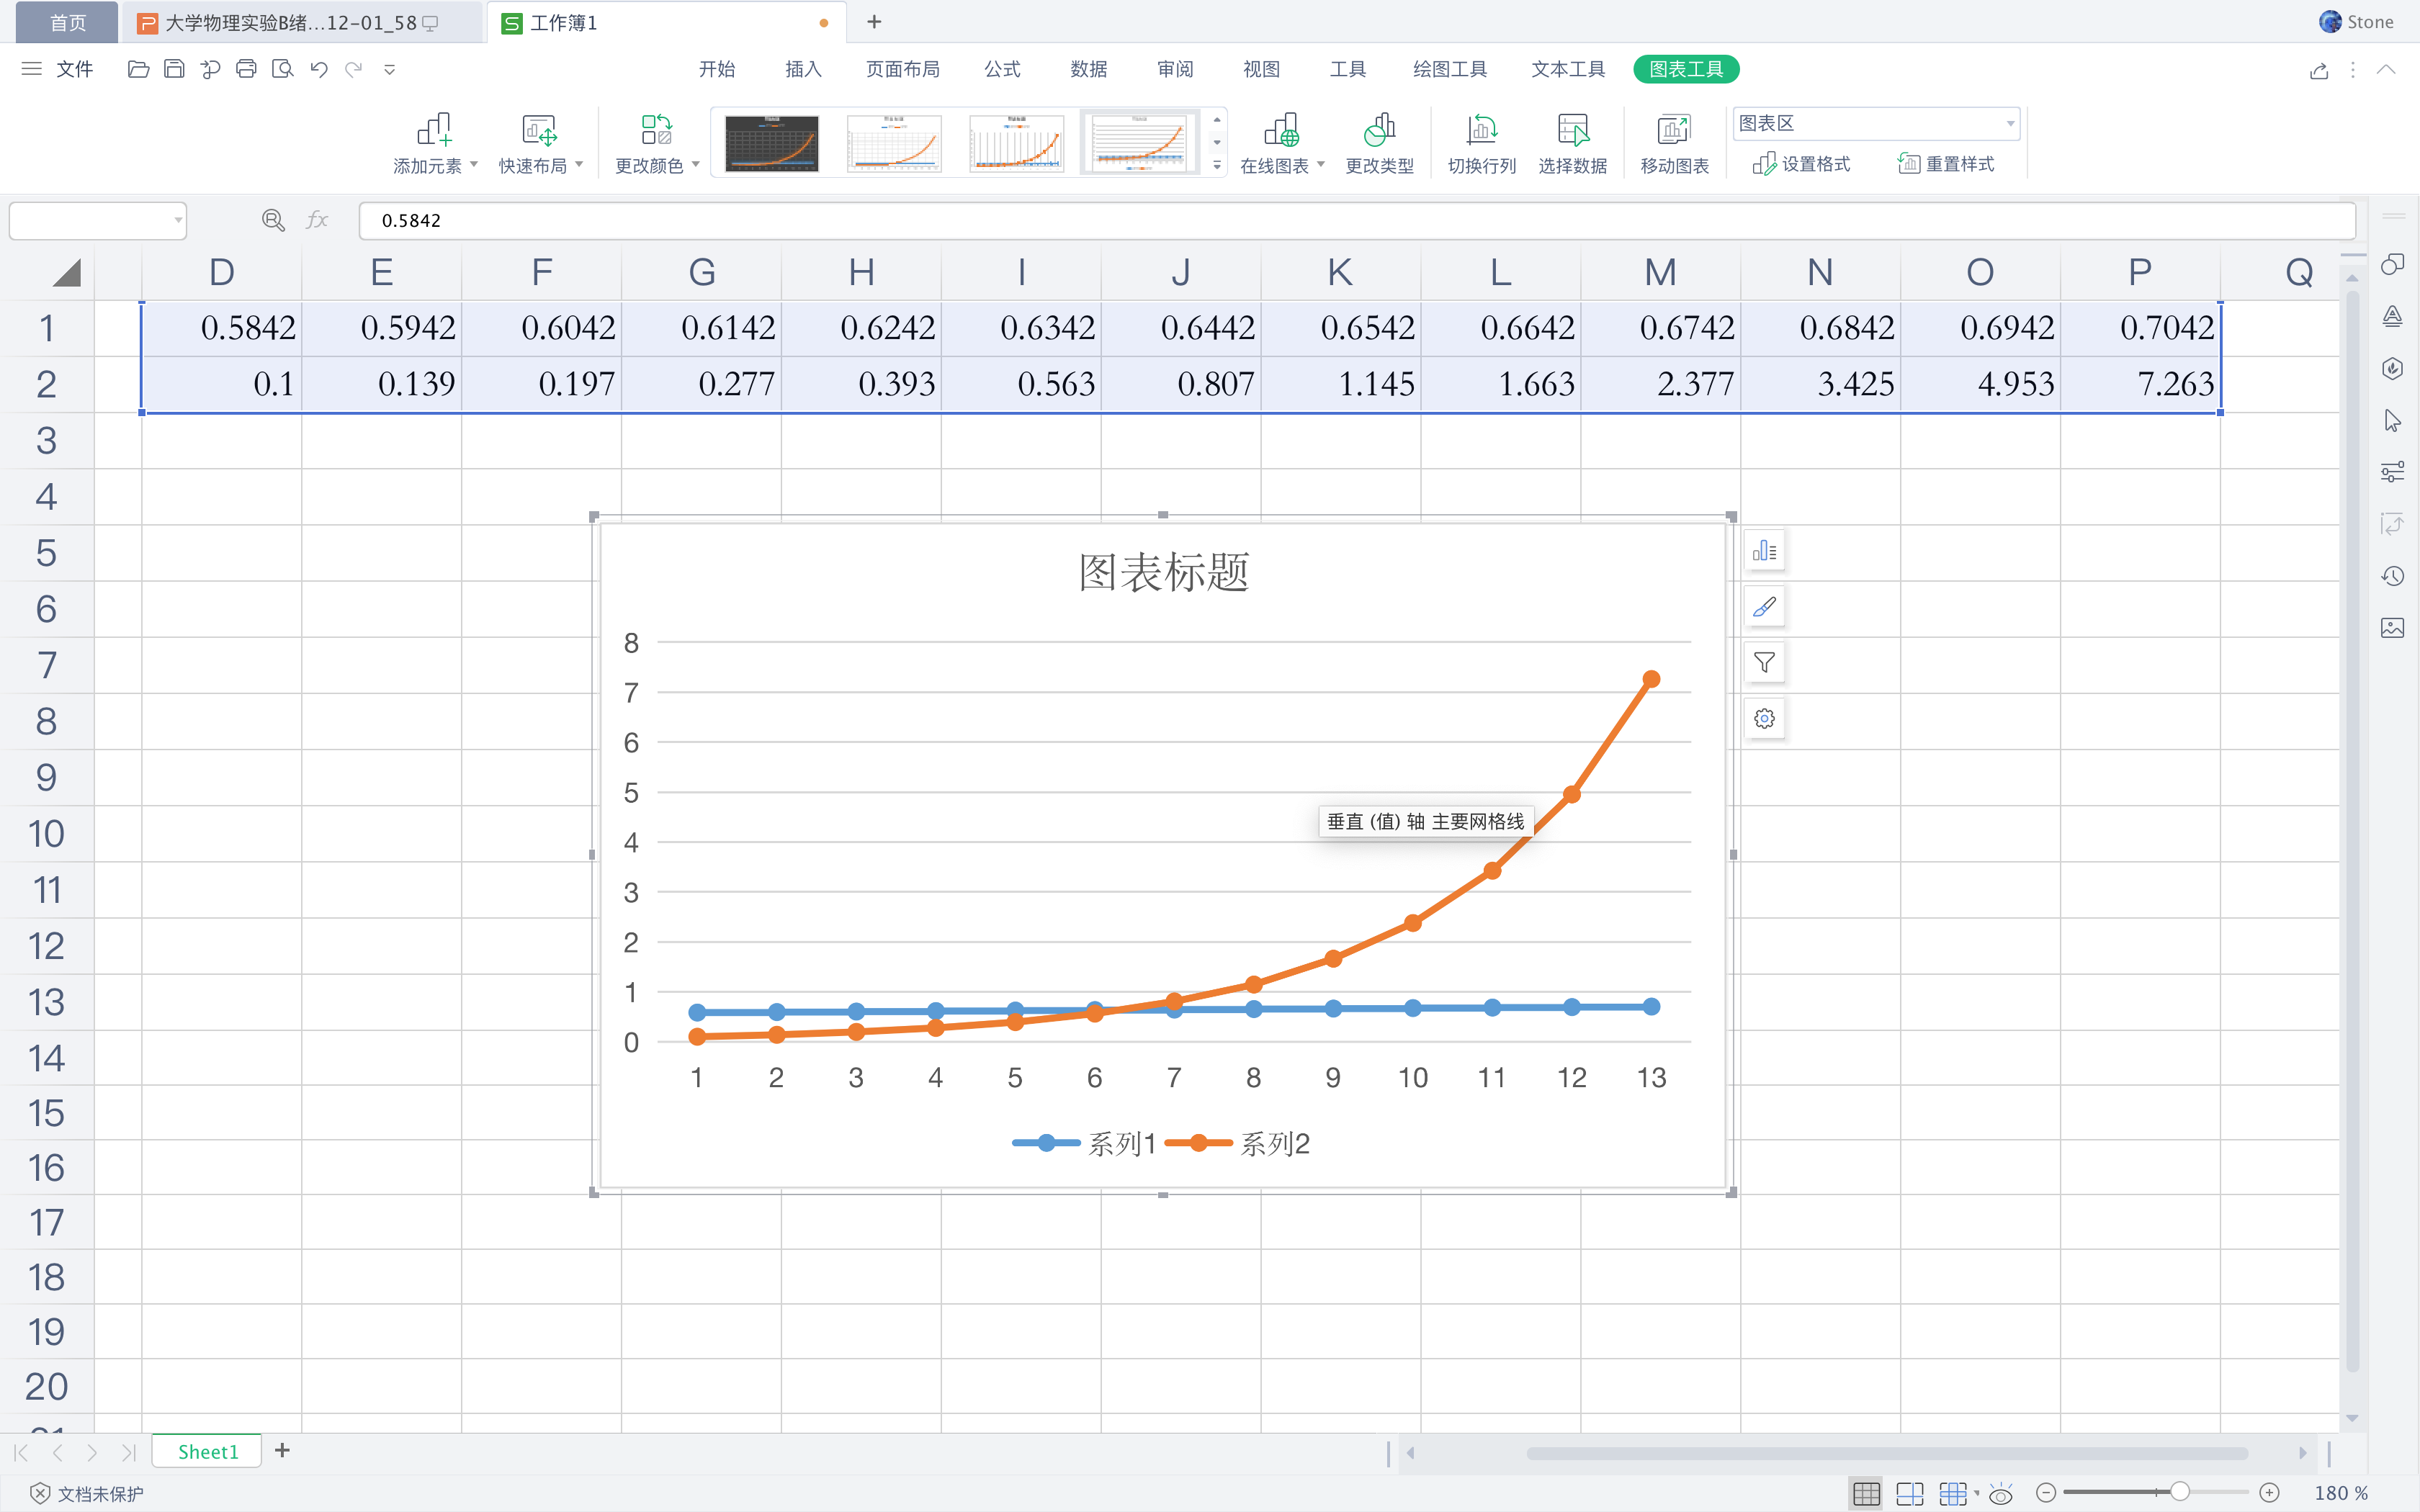 首页
大学物理实验B绪...12-01_58
工作簿1
Stone
文件
开始 插入 页面布局 公式 数据 审阅 视图 工具 绘图工具 文本工具 图表工具
添加元素 快速布局 更改颜色 在线图表 更改类型 切换行列 选择数据 移动图表
图表区
设置格式 重置样式
fx 0.5842
D E F G H I J K L M N O P Q
1 0.5842 0.5942 0.6042 0.6142 0.6242 0.6342 0.6442 0.6542 0.6642 0.6742 0.6842 0.6942 0.7042
2 0.1 0.139 0.197 0.277 0.393 0.563 0.807 1.145 1.663 2.377 3.425 4.953 7.263
3
4
5
6
7
8
9
10
11
12
13
14
15
16
17
18
19
20
21
图表标题
8
7
6
5
4
3
2
1
0
垂直 (值) 轴 主要网格线
1 2 3 4 5 6 7 8 9 10 11 12 13
系列1 系列2
Sheet1
文档未保护
180 %